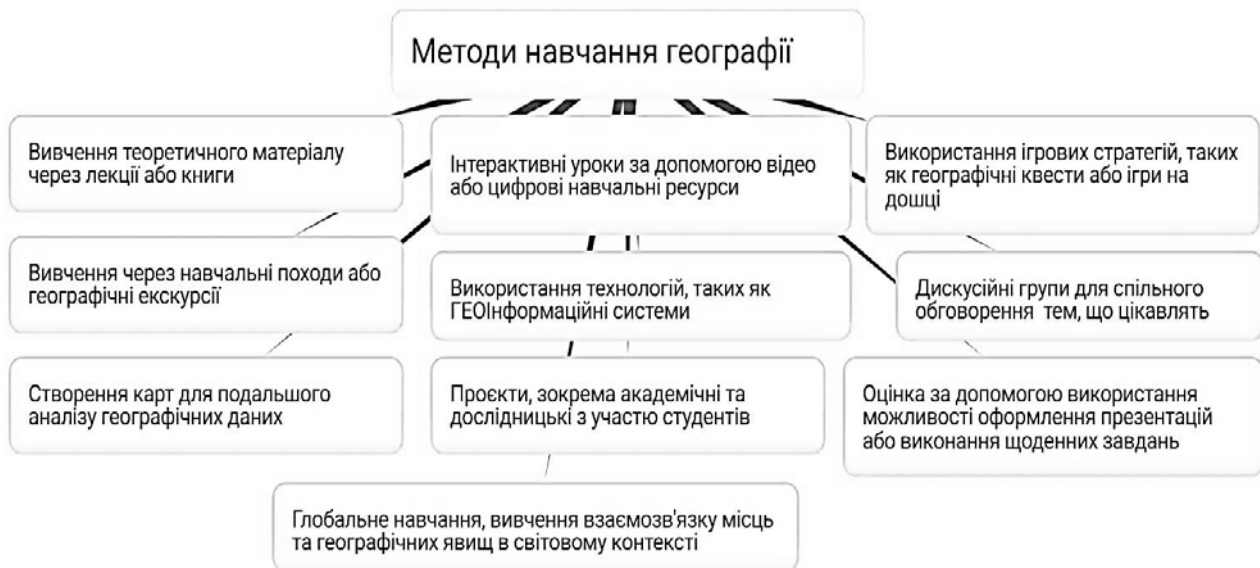 Методи навчання географії
Вивчення теоретичного матеріалу
через лекції або книги
Інтерактивні уроки за допомогою відео
або цифрові навчальні ресурси
Використання ігрових стратегій, таких
як географічні квести або ігри на
дошці
Вивчення через навчальні походи або
географічні екскурсії
Використання технологій, таких як
ГЕОІнформаційні системи
Дискусійні групи для спільного
обговорення тем, що цікавлять
Створення карт для подальшого
аналізу географічних даних
Проєкти, зокрема академічні та
дослідницькі з участю студентів
Оцінка за допомогою використання
можливості оформлення презентацій
або виконання щоденних завдань
Глобальне навчання, вивчення взаємозв'язку місць
та географічних явищ в світовому контексті